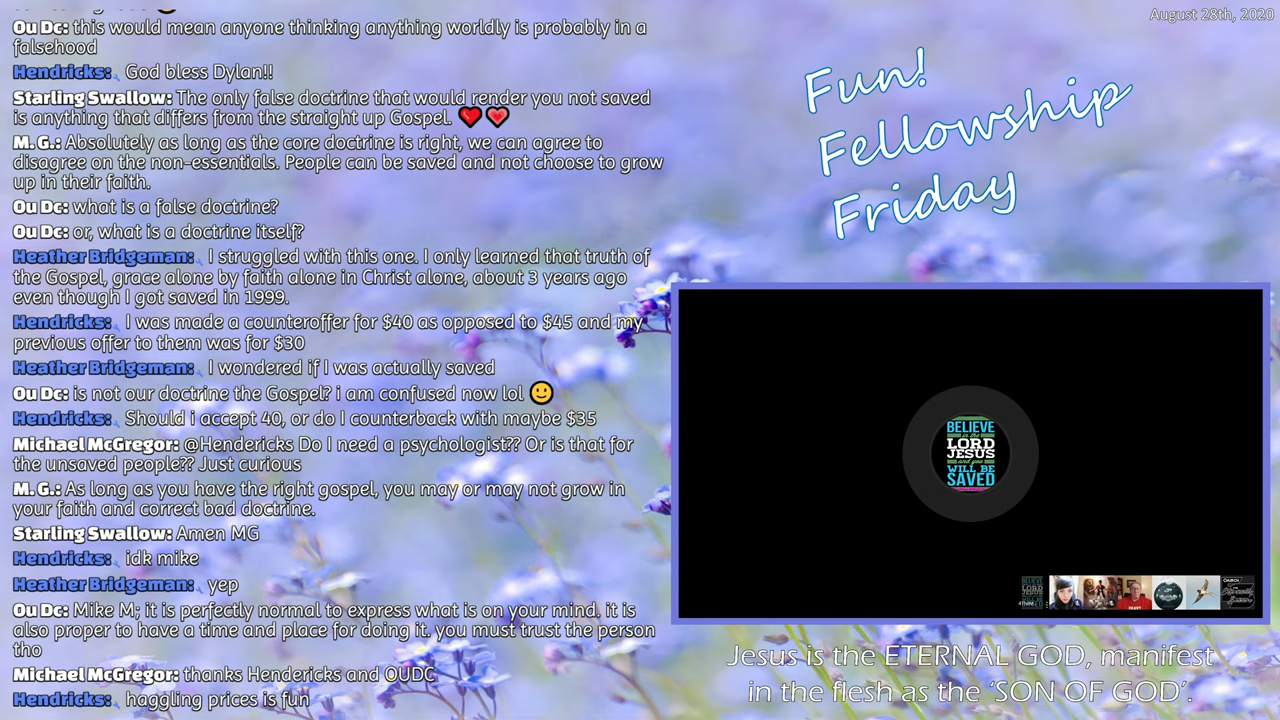 Ou Dc: this would mean anyone thinking anything worldly is probably in a
falsehood
Hendricks: God bless Dylan!!
Starling Swallow: The only false doctrine that would render you not saved
is anything that differs from the straight up Gospel. ❤️💗
M. G.: Absolutely as long as the core doctrine is right, we can agree to
disagree on the non-essentials. People can be saved and not choose to grow
up in their faith.
Ou Dc: what is a false doctrine?
Ou Dc: or, what is a doctrine itself?
Heather Bridgeman: I struggled with this one. I only learned that truth of
the Gospel, grace alone by faith alone in Christ alone, about 3 years ago
even though I got saved in 1999.
Hendricks: I was made a counteroffer for $40 as opposed to $45 and my
previous offer to them was for $30
Heather Bridgeman: I wondered if I was actually saved
Ou Dc: is not our doctrine the Gospel? i am confused now lol 🙂
Hendricks: Should i accept 40, or do I counterback with maybe $35
Michael McGregor: @Hendericks Do I need a psychologist?? Or is that for
the unsaved people?? Just curious
M. G.: As long as you have the right gospel, you may or may not grow in
your faith and correct bad doctrine.
Starling Swallow: Amen MG
Hendricks: idk mike
Heather Bridgeman: yep
Ou Dc: Mike M; it is perfectly normal to express what is on your mind. it is
also proper to have a time and place for doing it. you must trust the person
tho
Michael McGregor: thanks Hendericks and OUDC
Hendricks: haggling prices is fun
August 28th, 2020
Fun!
Fellowship
Friday
BELIEVE
in the
LORD
JESUS
and you
WILL BE
SAVED
Jesus is the ETERNAL GOD, manifest
in the flesh as the 'SON OF GOD'.